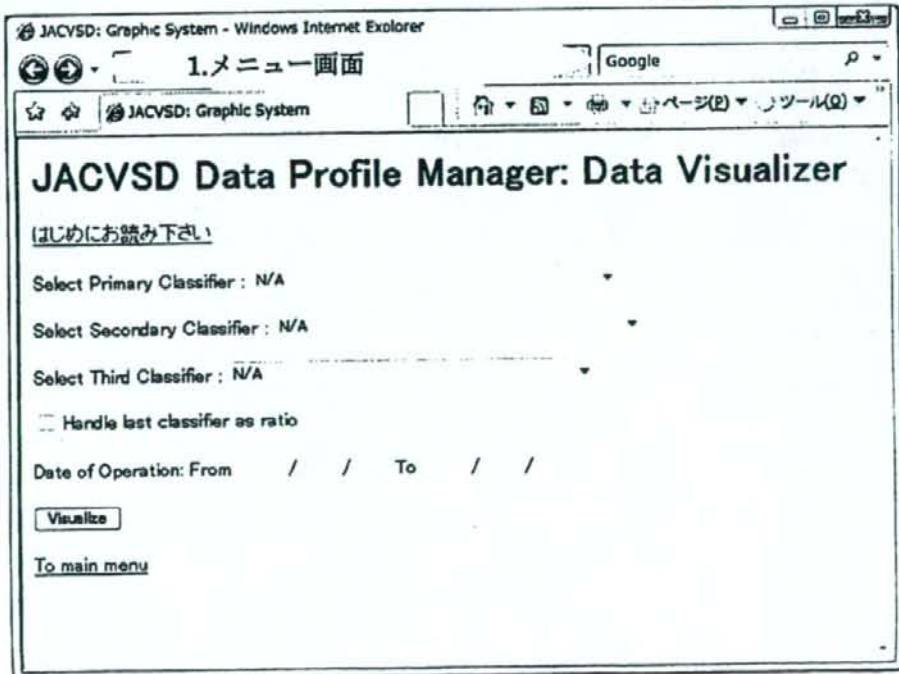 JACVSD: Graphic System - Windows Internet Explorer
1.メニュー画面
Google
JACVSD: Graphic System
ページ(P) ツール(O)
JACVSD Data Profile Manager: Data Visualizer
はじめにお読み下さい
Select Primary Classifier : N/A
Select Secondary Classifier : N/A
Select Third Classifier : N/A
Handle last classifier as ratio
Date of Operation: From / / To / /
Visualize
To main menu